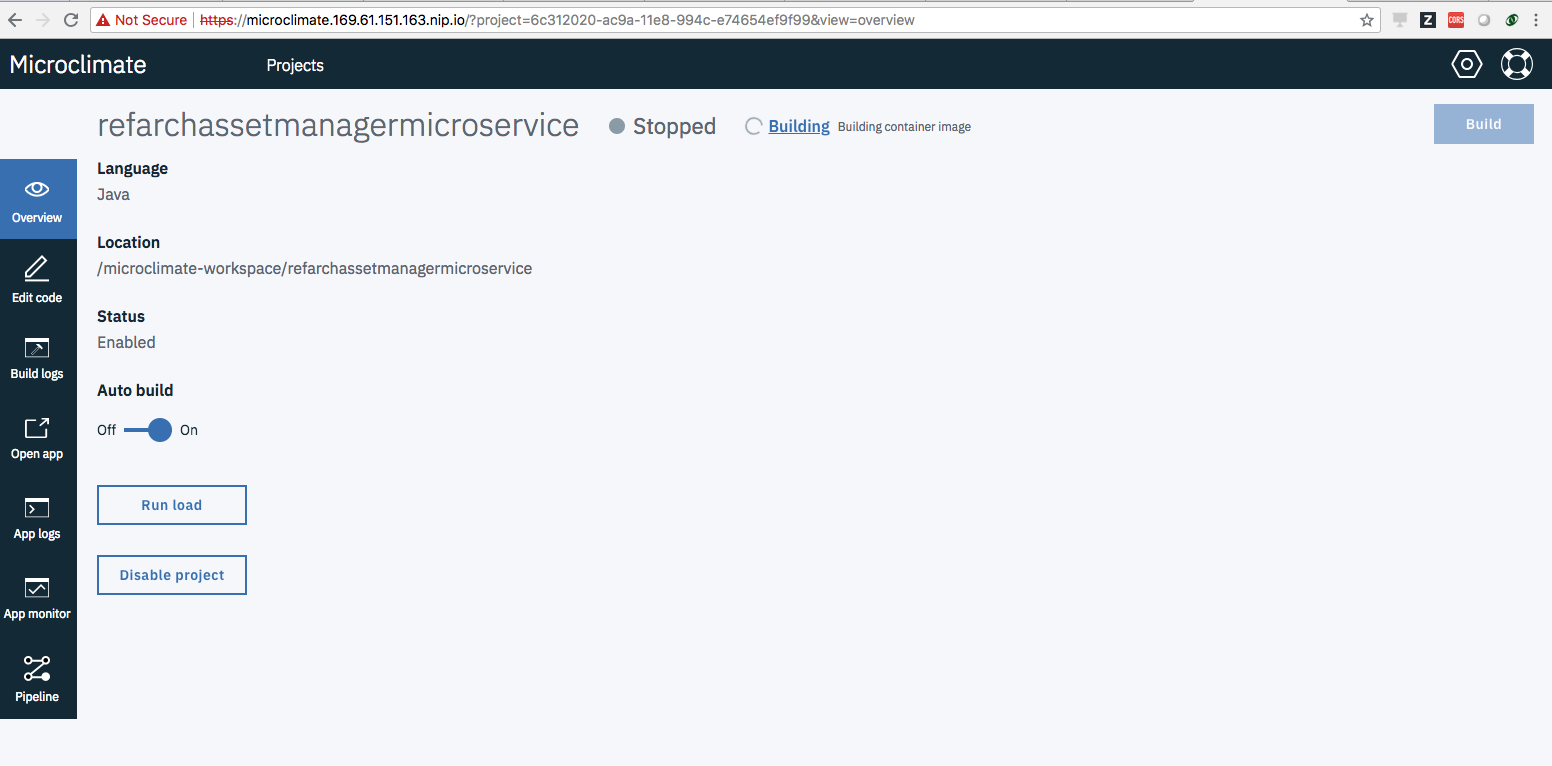 Not Secure https://microclimate.169.61.151.163.nip.io/?project=6c312020-ac9a-11e8-994c-e74654ef9f99&view=overview Z CORS
Microclimate Projects
refarchassetmanagermicroservice Stopped Building Building container image Build
Language
Java
Location
/microclimate-workspace/refarchassetmanagermicroservice
Status
Enabled
Auto build
Off On
Run load
Disable project
Overview
Edit code
Build logs
Open app
App logs
App monitor
Pipeline